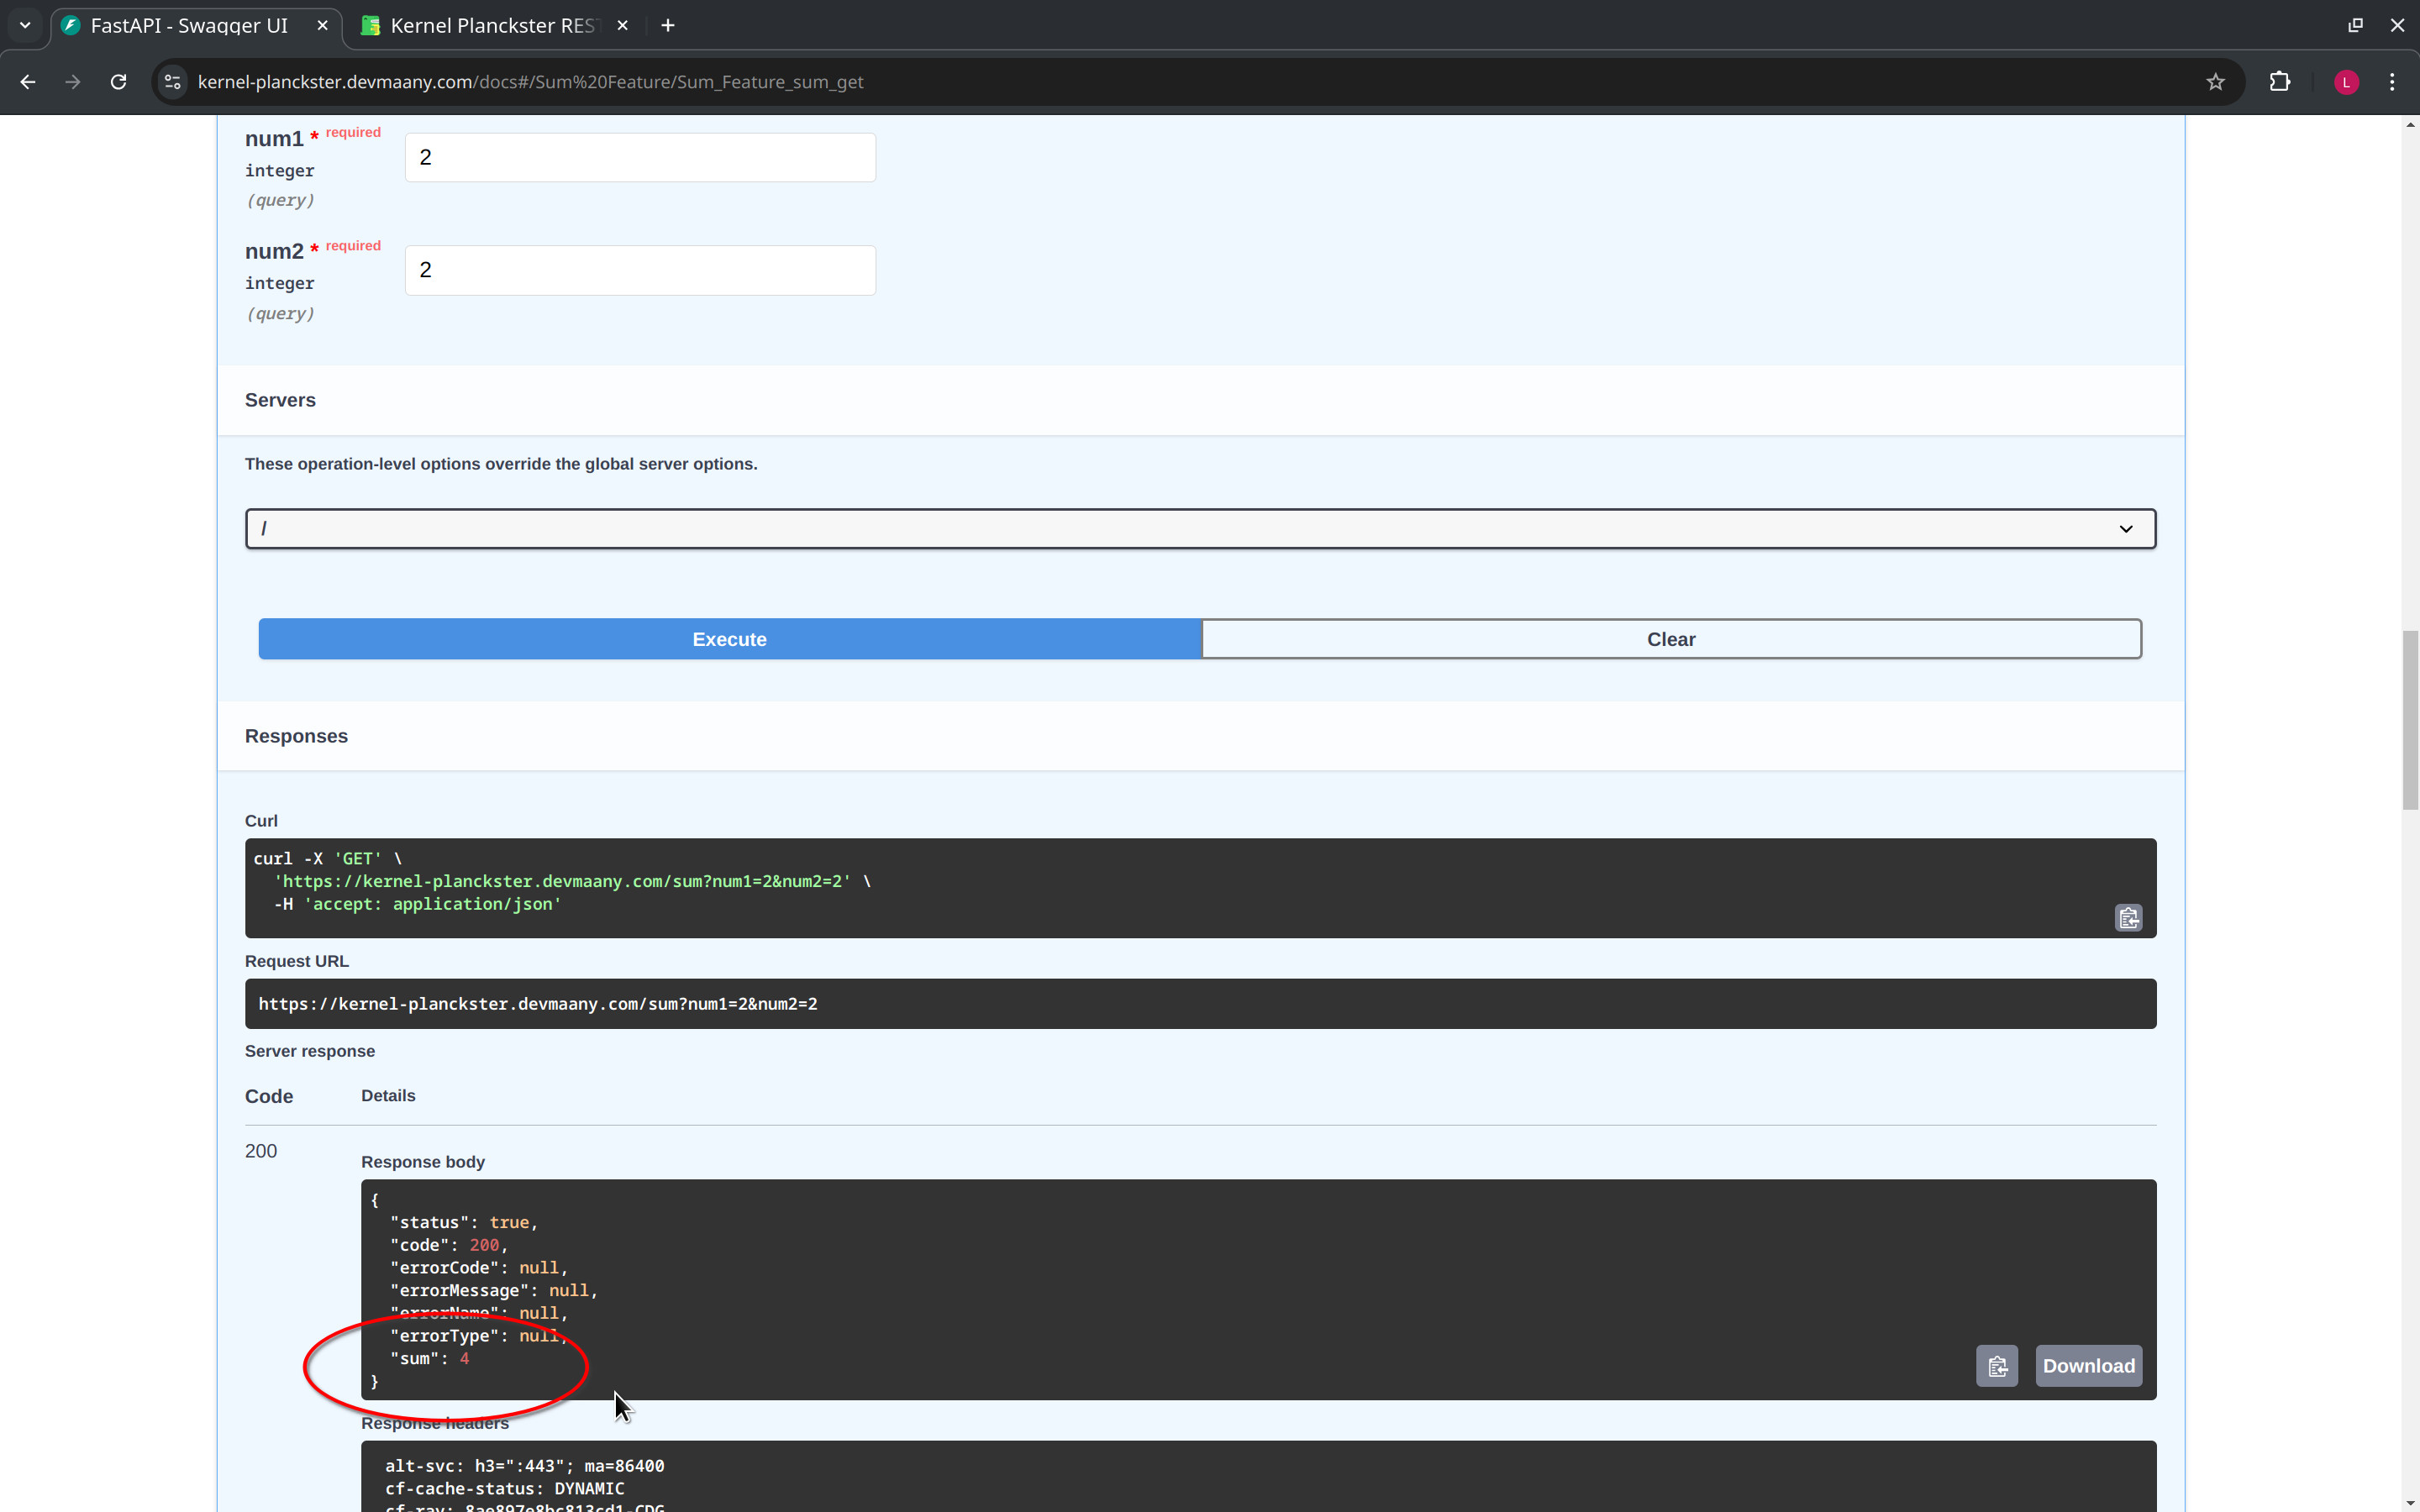 FastAPI - Swagger UI
Kernel Planckster RES
kernel-planckster.devmaany.com/docs#/Sum%20Feature/Sum_Feature_sum_get
L
num1 * required
2
integer
(query)
num2 * required
2
integer
(query)
Servers
These operation-level options override the global server options.
/
Execute
Clear
Responses
Curl
curl -X 'GET' \
'https://kernel-planckster.devmaany.com/sum?num1=2&num2=2' \
-H 'accept: application/json'
Request URL
https://kernel-planckster.devmaany.com/sum?num1=2&num2=2
Server response
Code Details
200
Response body
{
"status": true,
"code": 200,
"errorCode": null,
"errorMessage": null,
"errorName": null,
"errorType": null,
"sum": 4
}
Download
Response headers
alt-svc: h3=":443"; ma=86400
cf-cache-status: DYNAMIC